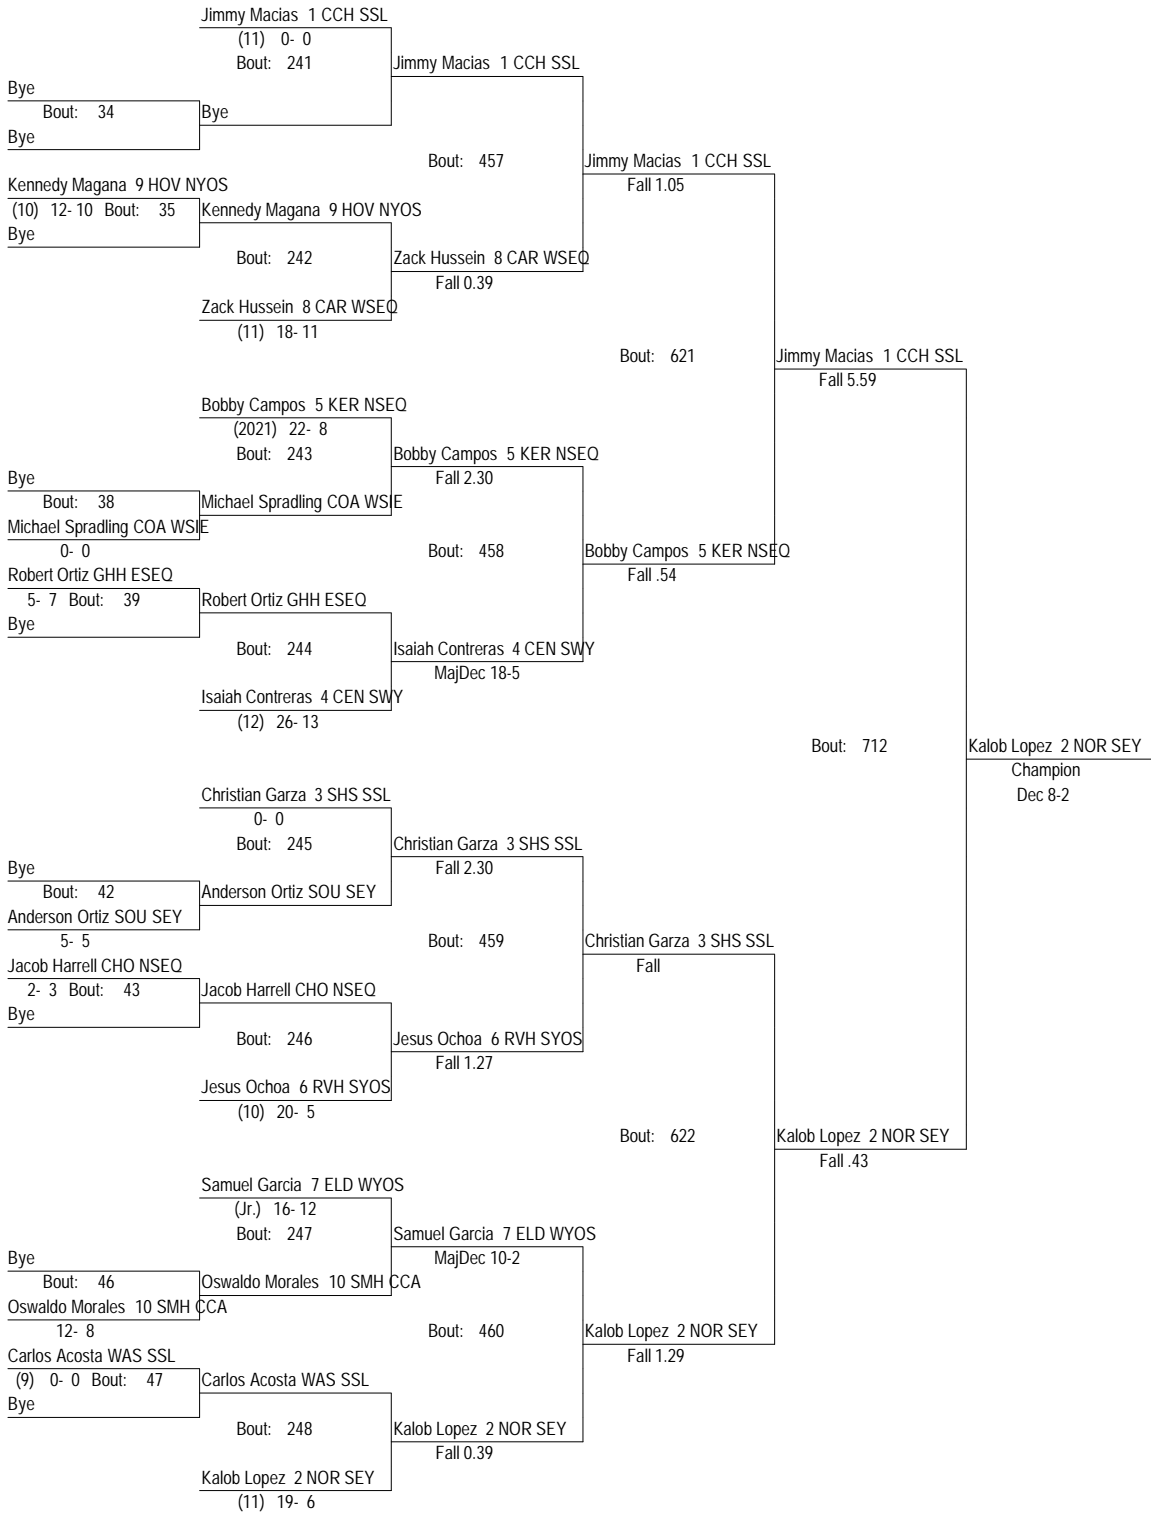 Jimmy Macias 1 CCH SSL
(11) 0- 0
Bout: 241
Jimmy Macias 1 CCH SSL
Bye
Bout: 34
Bye
Bye
Bout: 457
Jimmy Macias 1 CCH SSL
Fall 1.05
Kennedy Magana 9 HOV NYOS
(10) 12- 10 Bout: 35
Kennedy Magana 9 HOV NYOS
Bye
Bout: 242
Zack Hussein 8 CAR WSEQ
Fall 0.39
Zack Hussein 8 CAR WSEQ
(11) 18- 11
Bout: 621
Jimmy Macias 1 CCH SSL
Fall 5.59
Bobby Campos 5 KER NSEQ
(2021) 22- 8
Bout: 243
Bobby Campos 5 KER NSEQ
Fall 2.30
Bye
Bout: 38
Michael Spradling COA WSIE
Michael Spradling COA WSIE
0- 0
Bout: 458
Bobby Campos 5 KER NSEQ
Fall .54
Robert Ortiz GHH ESEQ
5- 7 Bout: 39
Robert Ortiz GHH ESEQ
Bye
Bout: 244
Isaiah Contreras 4 CEN SWY
MajDec 18-5
Isaiah Contreras 4 CEN SWY
(12) 26- 13
Bout: 712
Kalob Lopez 2 NOR SEY
Champion
Dec 8-2
Christian Garza 3 SHS SSL
0- 0
Bout: 245
Christian Garza 3 SHS SSL
Fall 2.30
Bye
Bout: 42
Anderson Ortiz SOU SEY
Anderson Ortiz SOU SEY
5- 5
Bout: 459
Christian Garza 3 SHS SSL
Fall
Jacob Harrell CHO NSEQ
2- 3 Bout: 43
Jacob Harrell CHO NSEQ
Bye
Bout: 246
Jesus Ochoa 6 RVH SYOS
Fall 1.27
Jesus Ochoa 6 RVH SYOS
(10) 20- 5
Bout: 622
Kalob Lopez 2 NOR SEY
Fall .43
Samuel Garcia 7 ELD WYOS
(Jr.) 16- 12
Bout: 247
Samuel Garcia 7 ELD WYOS
MajDec 10-2
Bye
Bout: 46
Oswaldo Morales 10 SMH CCA
Oswaldo Morales 10 SMH CCA
12- 8
Bout: 460
Kalob Lopez 2 NOR SEY
Fall 1.29
Carlos Acosta WAS SSL
(9) 0- 0 Bout: 47
Carlos Acosta WAS SSL
Bye
Bout: 248
Kalob Lopez 2 NOR SEY
Fall 0.39
Kalob Lopez 2 NOR SEY
(11) 19- 6